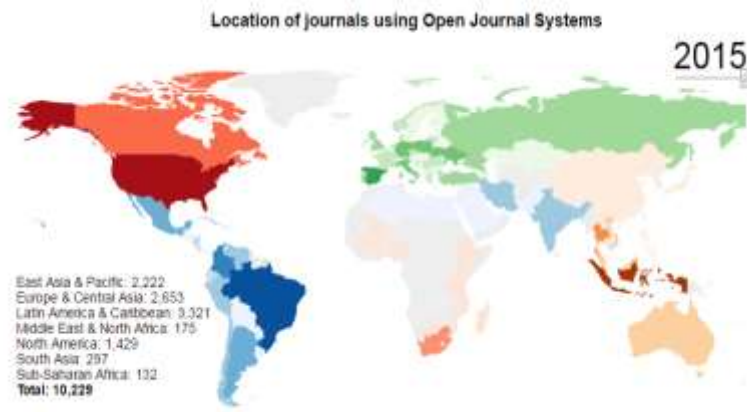 Location of journals using Open Journal Systems
2015
East Asia & Pacific: 2,222
Europe & Central Asia: 2,653
Latin America & Caribbean: 3,321
Middle East & North Africa: 175
North America: 1,429
South Asia: 297
Sub-Saharan Africa: 132
Total: 10,229